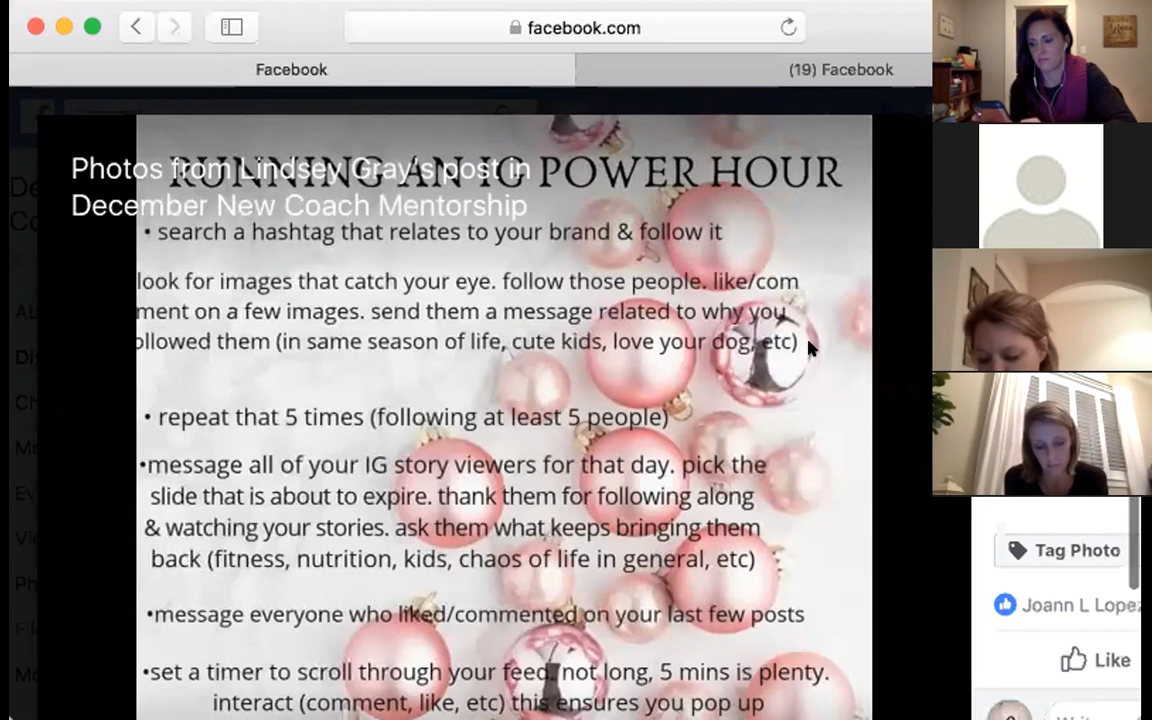 facebook.com
Facebook
(19) Facebook
Photos from Lindsey Gray's post in
December New Coach Mentorship
RUNNING AN IG POWER HOUR
• search a hashtag that relates to your brand & follow it
look for images that catch your eye. follow those people. like/com
ment on a few images. send them a message related to why you
ollowed them (in same season of life, cute kids, love your dog, etc)
• repeat that 5 times (following at least 5 people)
•message all of your IG story viewers for that day. pick the
slide that is about to expire. thank them for following along
& watching your stories. ask them what keeps bringing them
back (fitness, nutrition, kids, chaos of life in general, etc)
•message everyone who liked/commented on your last few posts
•set a timer to scroll through your feed. not long, 5 mins is plenty.
interact (comment, like, etc) this ensures you pop up
Tag Photo
Joann L Lopez
Like